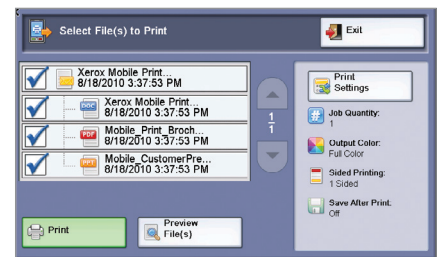 Select File(s) to Print
Exit
Xerox Mobile Print...
8/18/2010 3:37:53 PM
DOC
Xerox Mobile Print...
8/18/2010 3:37:53 PM
PDF
Mobile_Print_Broch...
8/18/2010 3:37:53 PM
PPT
Mobile_CustomerPre...
8/18/2010 3:37:53 PM
1
1
Print
Settings
#
Job Quantity:
1
Output Color:
Full Color
Sided Printing:
1 Sided
Save After Print:
Off
Print
Preview
File(s)